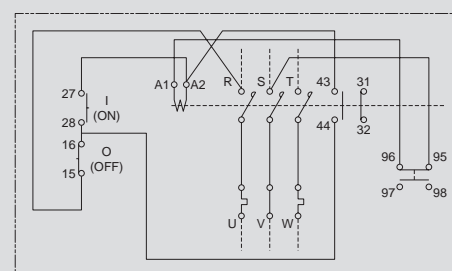 A1 A2 R S T 43 31
27 I
(ON)
28
16 O
(OFF)
15
44 32
96 95
97 98
U V W